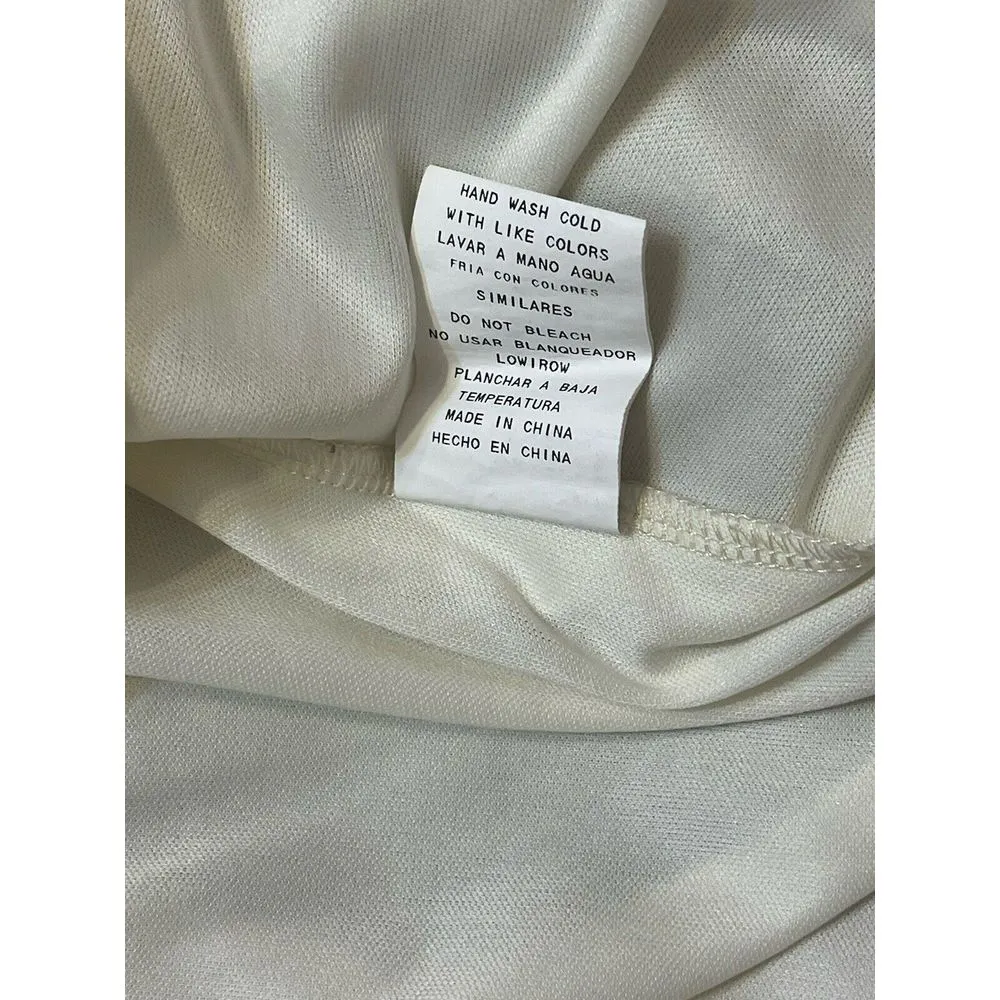 HAND WASH COLD
WITH LIKE COLORS
LAVAR A MANO AGUA
FRIA CON COLORES
SIMILARES
DO NOT BLEACH
NO USAR BLANQUEADOR
LOWIROW
PLANCHAR A BAJA
TEMPERATURA
MADE IN CHINA
HECHO EN CHINA